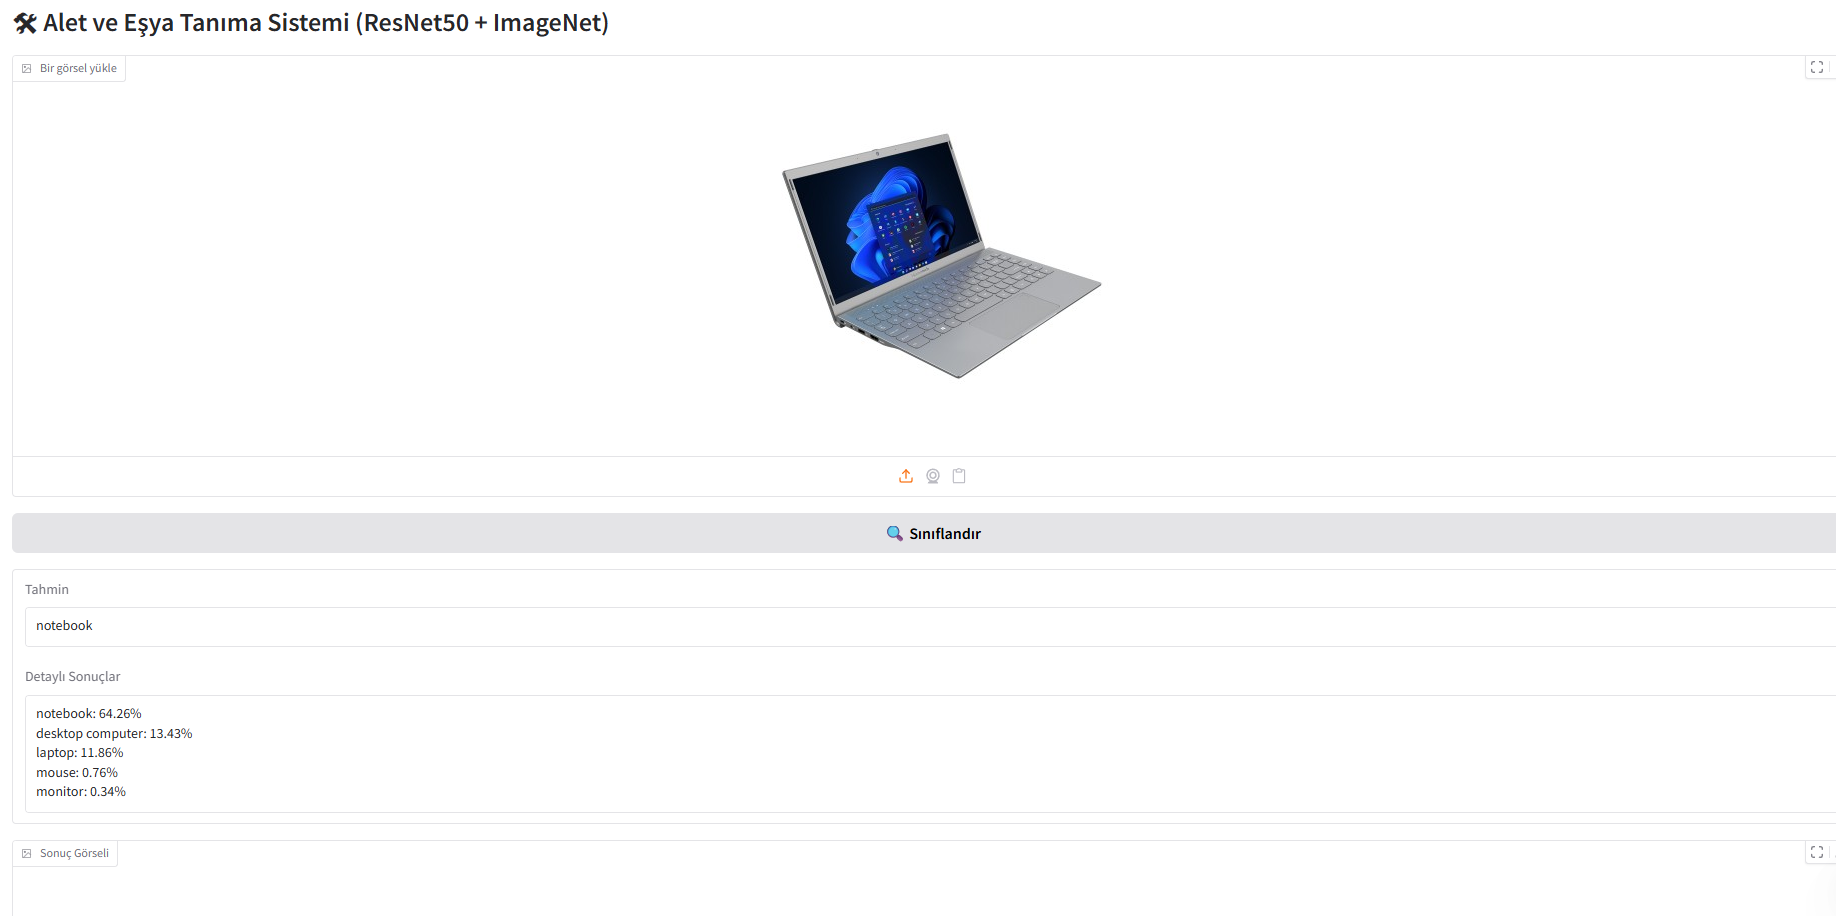 🛠 Alet ve Eşya Tanıma Sistemi (ResNet50 + ImageNet)
Bir görsel yükle
🔍 Sınıflandır
Tahmin
notebook
Detaylı Sonuçlar
notebook: 64.26%
desktop computer: 13.43%
laptop: 11.86%
mouse: 0.76%
monitor: 0.34%
Sonuç Görseli